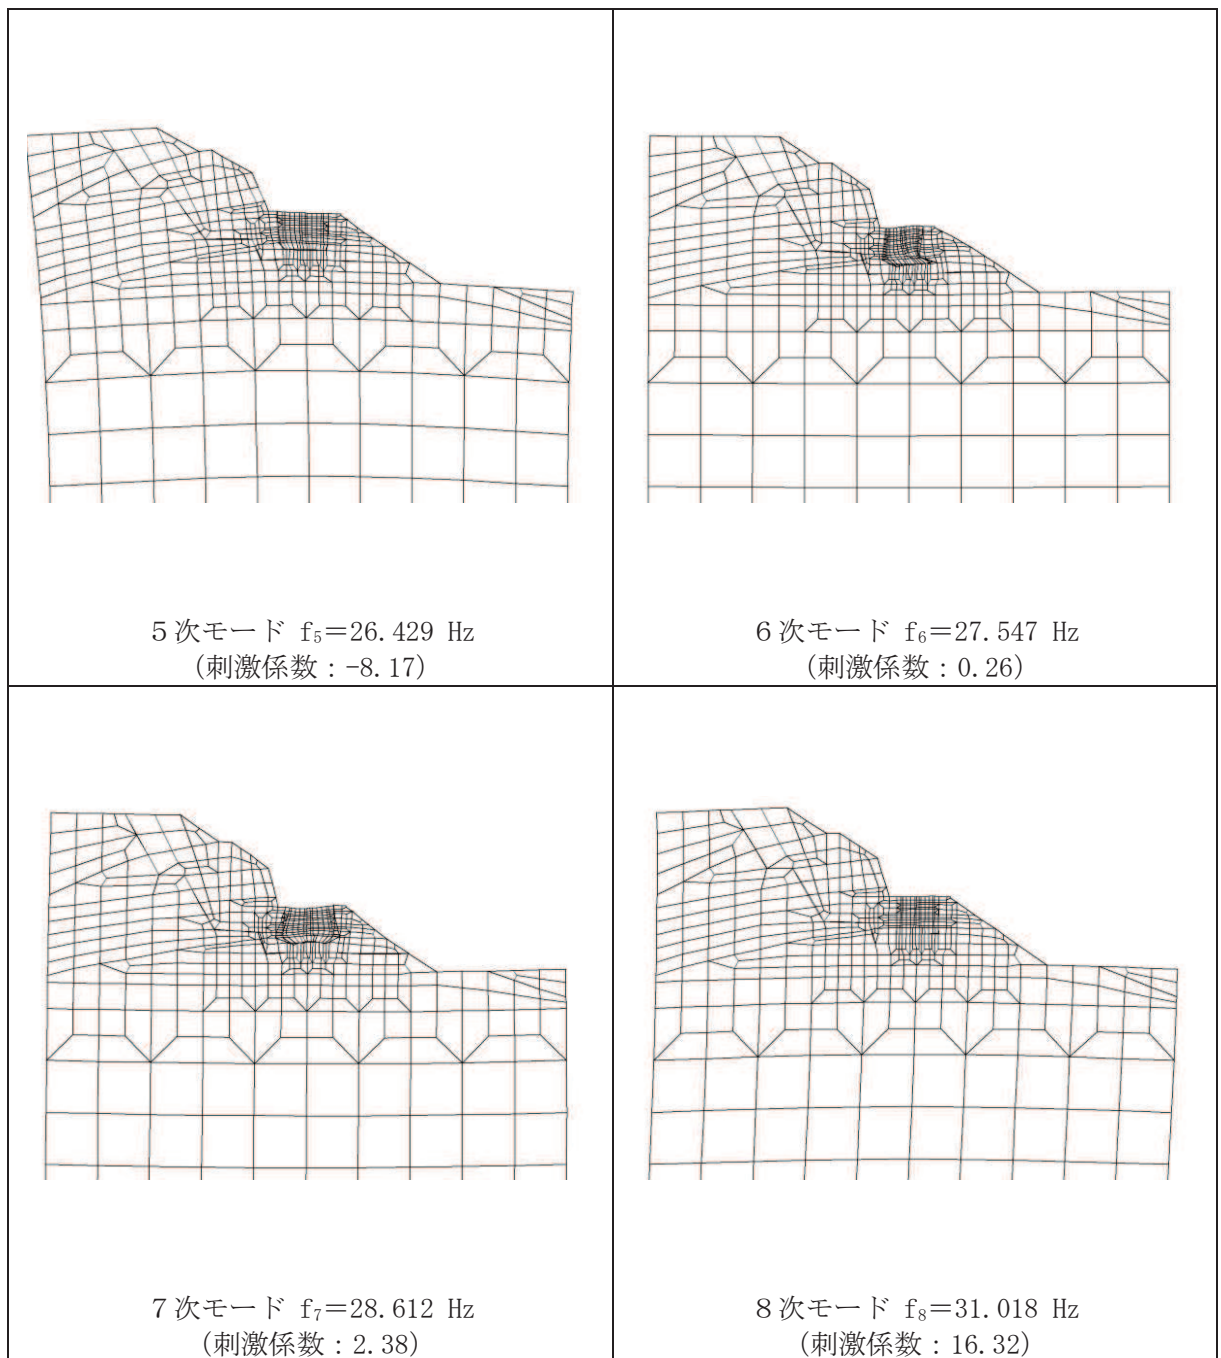 5次モード f₅=26.429 Hz
(刺激係数:-8.17)
6次モード f₆=27.547 Hz
(刺激係数:0.26)
7次モード f₇=28.612 Hz
(刺激係数:2.38)
8次モード f₈=31.018 Hz
(刺激係数:16.32)